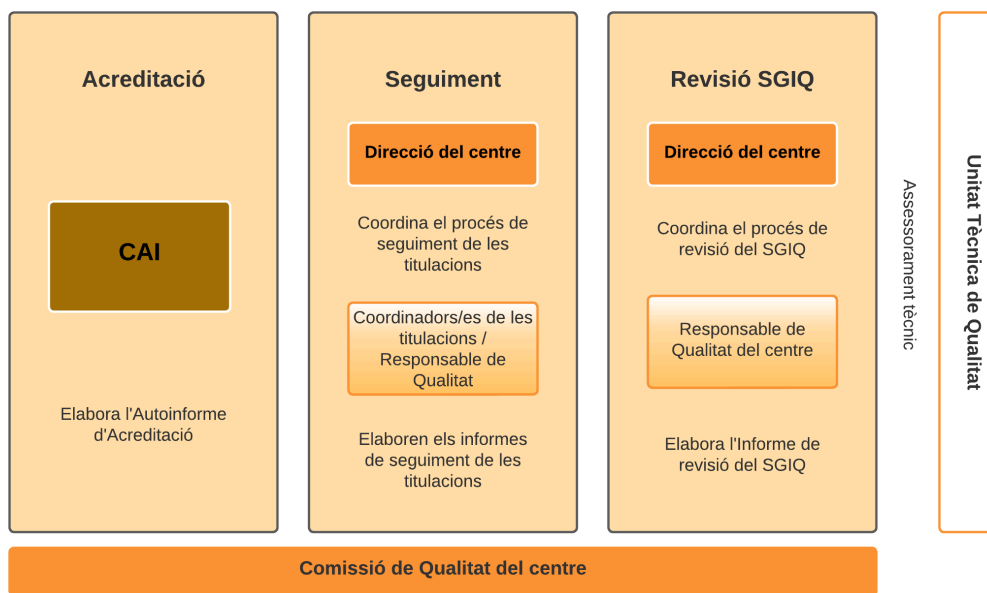 Acreditació
CAI
Elabora l'Autoinforme
d'Acreditació
Seguiment
Direcció del centre
Coordina el procés de
seguiment de les
titulacions
Coordinadors/es de les
titulacions /
Responsable de
Qualitat
Elaboren els informes
de seguiment de les
titulacions
Revisió SGIQ
Direcció del centre
Coordina el procés de
revisió del SGIQ
Responsable de
Qualitat del centre
Elabora l'Informe de
revisió del SGIQ
Assessorament tècnic
Unitat Tècnica de Qualitat
Comissió de Qualitat del centre